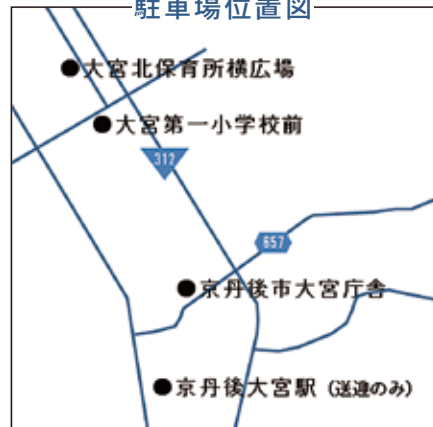 駐車場位置図
大宮北保育所横広場
大宮第一小学校前
312
657
京丹後市大宮庁舎
京丹後大宮駅（送迎のみ）